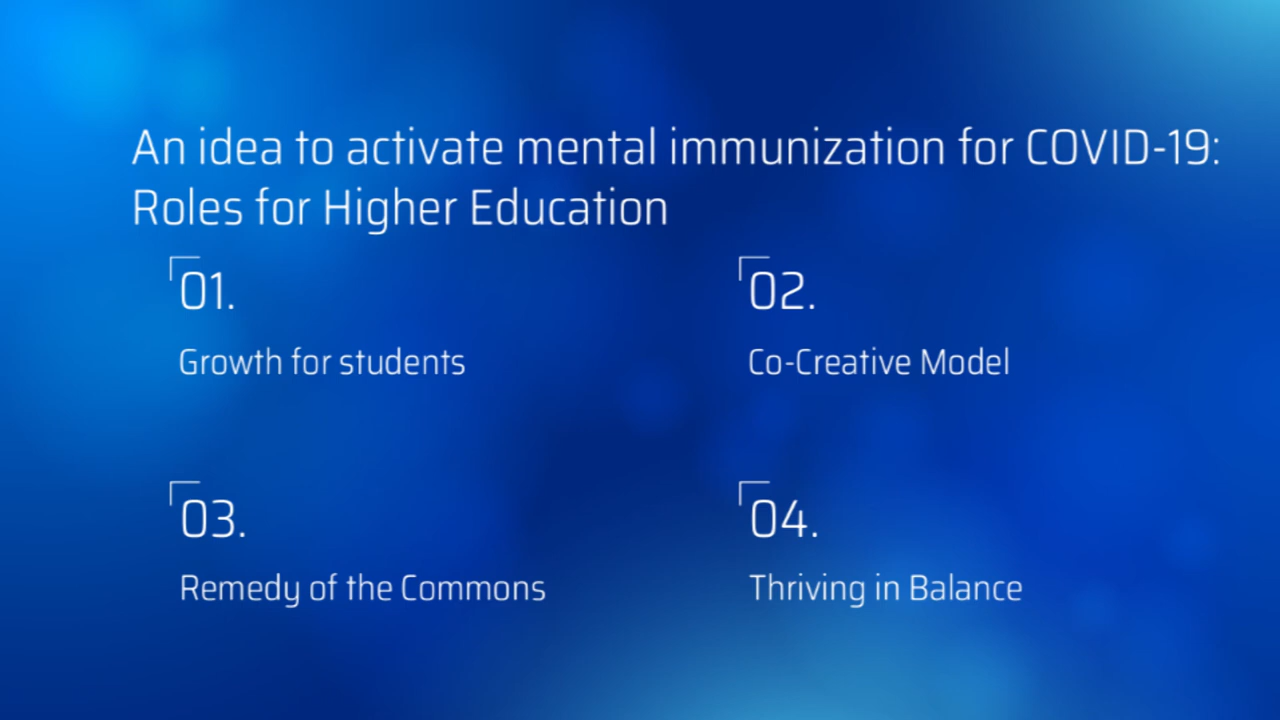 An idea to activate mental immunization for COVID-19:
Roles for Higher Education
01.
Growth for students
02.
Co-Creative Model
03.
Remedy of the Commons
04.
Thriving in Balance